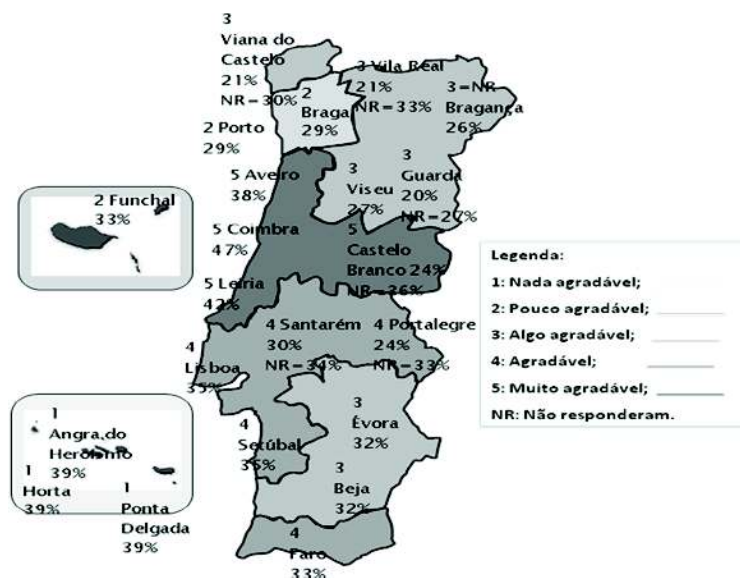 3
Viana do
Castelo
21%
NR=30%
3 Vila Real
21%
NR=33%
3=NR
Bragança
26%
2
Braga
29%
2 Porto
29%
5 Aveiro
38%
3
Viseu
27%
3
Guarda
20%
NR=27%
2 Funchal
33%
5 Coimbra
47%
5
Castelo
Branco 24%
NR=36%
5 Leiria
42%
4 Santarém
30%
NR=34%
4 Portalegre
24%
NR=33%
4
Lisboa
35%
4
Setúbal
35%
3
Évora
32%
3
Beja
32%
4
Faro
33%
1
Angra do
Heroísmo
39%
1
Horta
39%
1
Ponta
Delgada
39%
Legenda:
1: Nada agradável;
2: Pouco agradável;
3: Algo agradável;
4: Agradável;
5: Muito agradável;
NR: Não responderam.